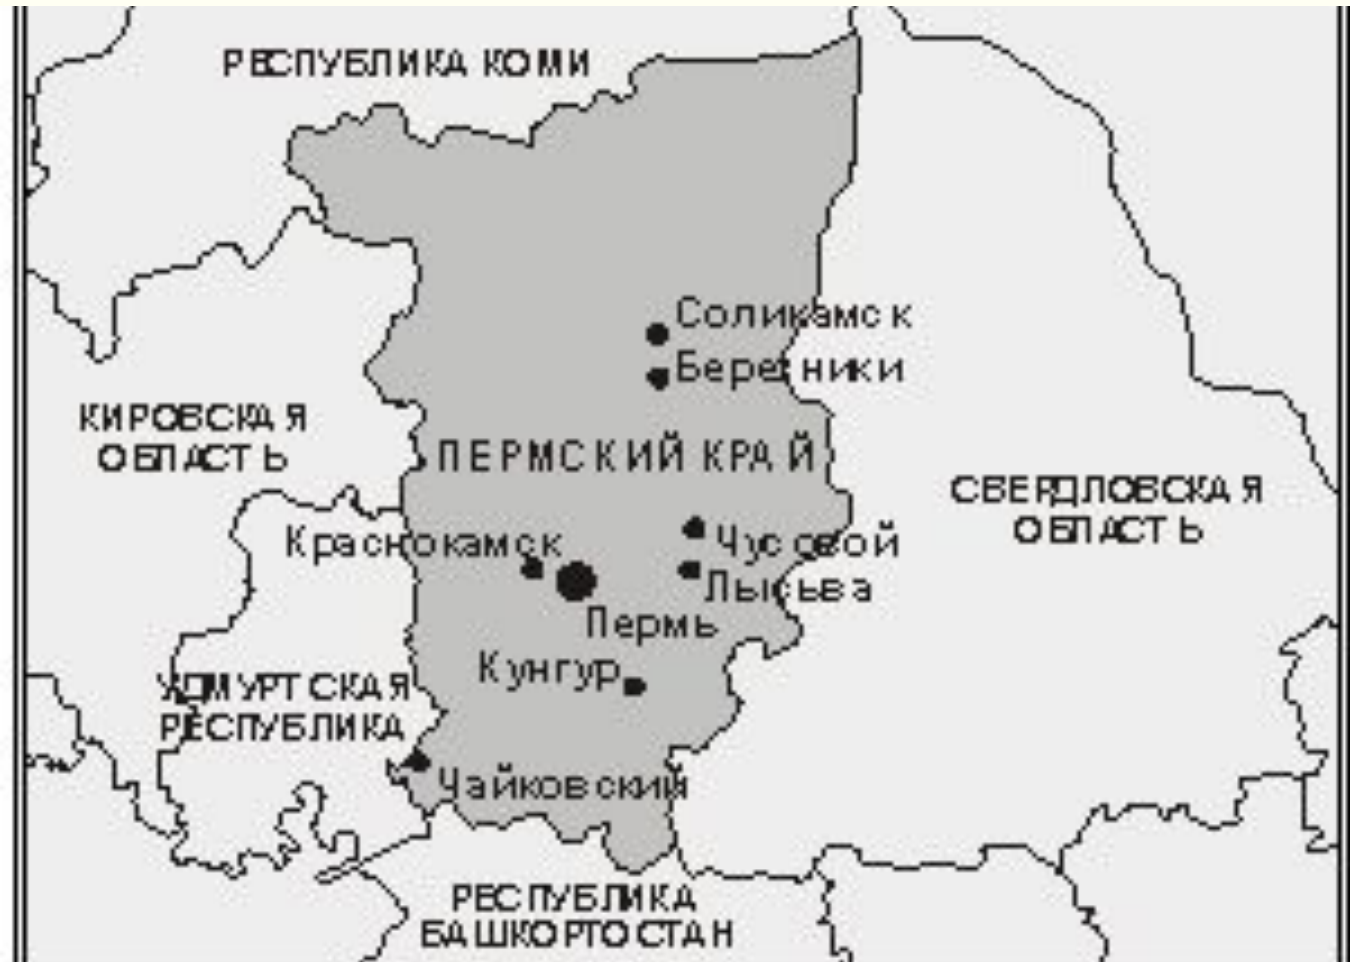 РЕСПУБЛИКА КОМИ
Соликамск
Березники
КИРОВСКАЯ
ОБЛАСТЬ
ПЕРМСКИЙ КРАЙ
СВЕРДЛОВСКАЯ
ОБЛАСТЬ
Краснокамск
Чусовой
Лысьва
Пермь
Кунгур
УДМУРТСКАЯ
РЕСПУБЛИКА
Чайковский
РЕСПУБЛИКА
БАШКОРТОСТАН